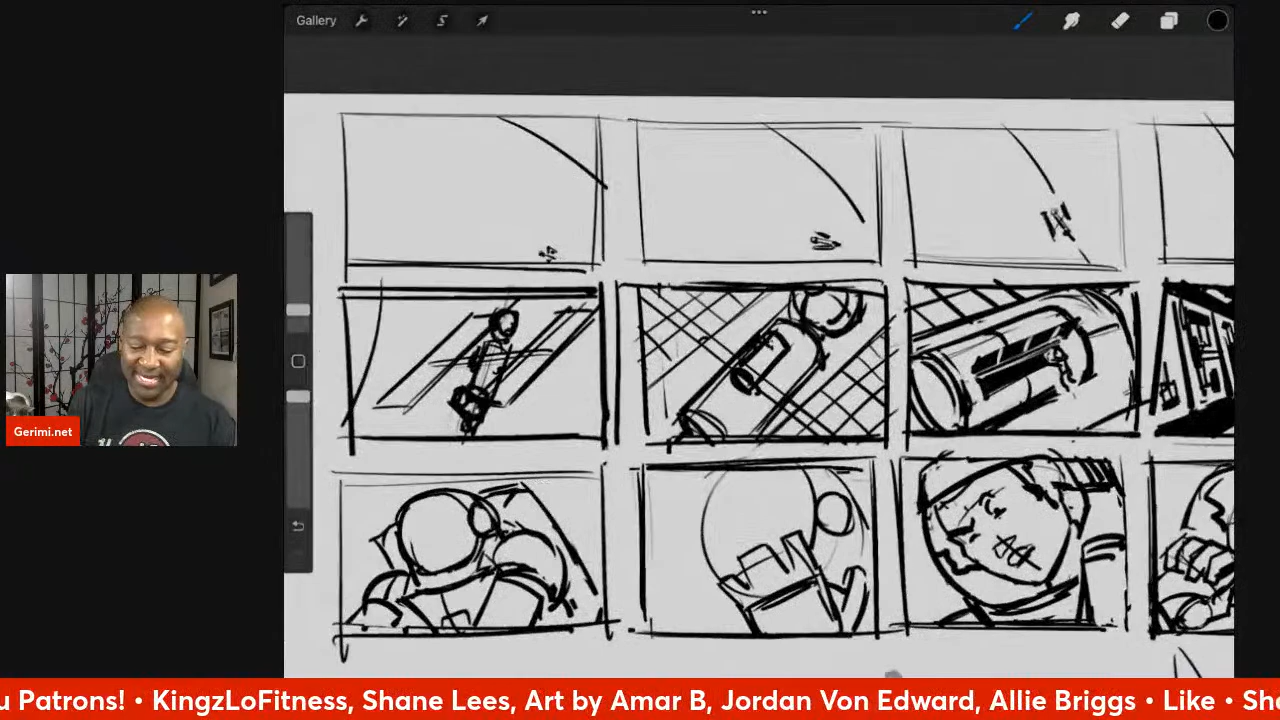 Gallery
Gerimi.net
u Patrons! • KingzLoFitness, Shane Lees, Art by Amar B, Jordan Von Edward, Allie Briggs • Like • Sh